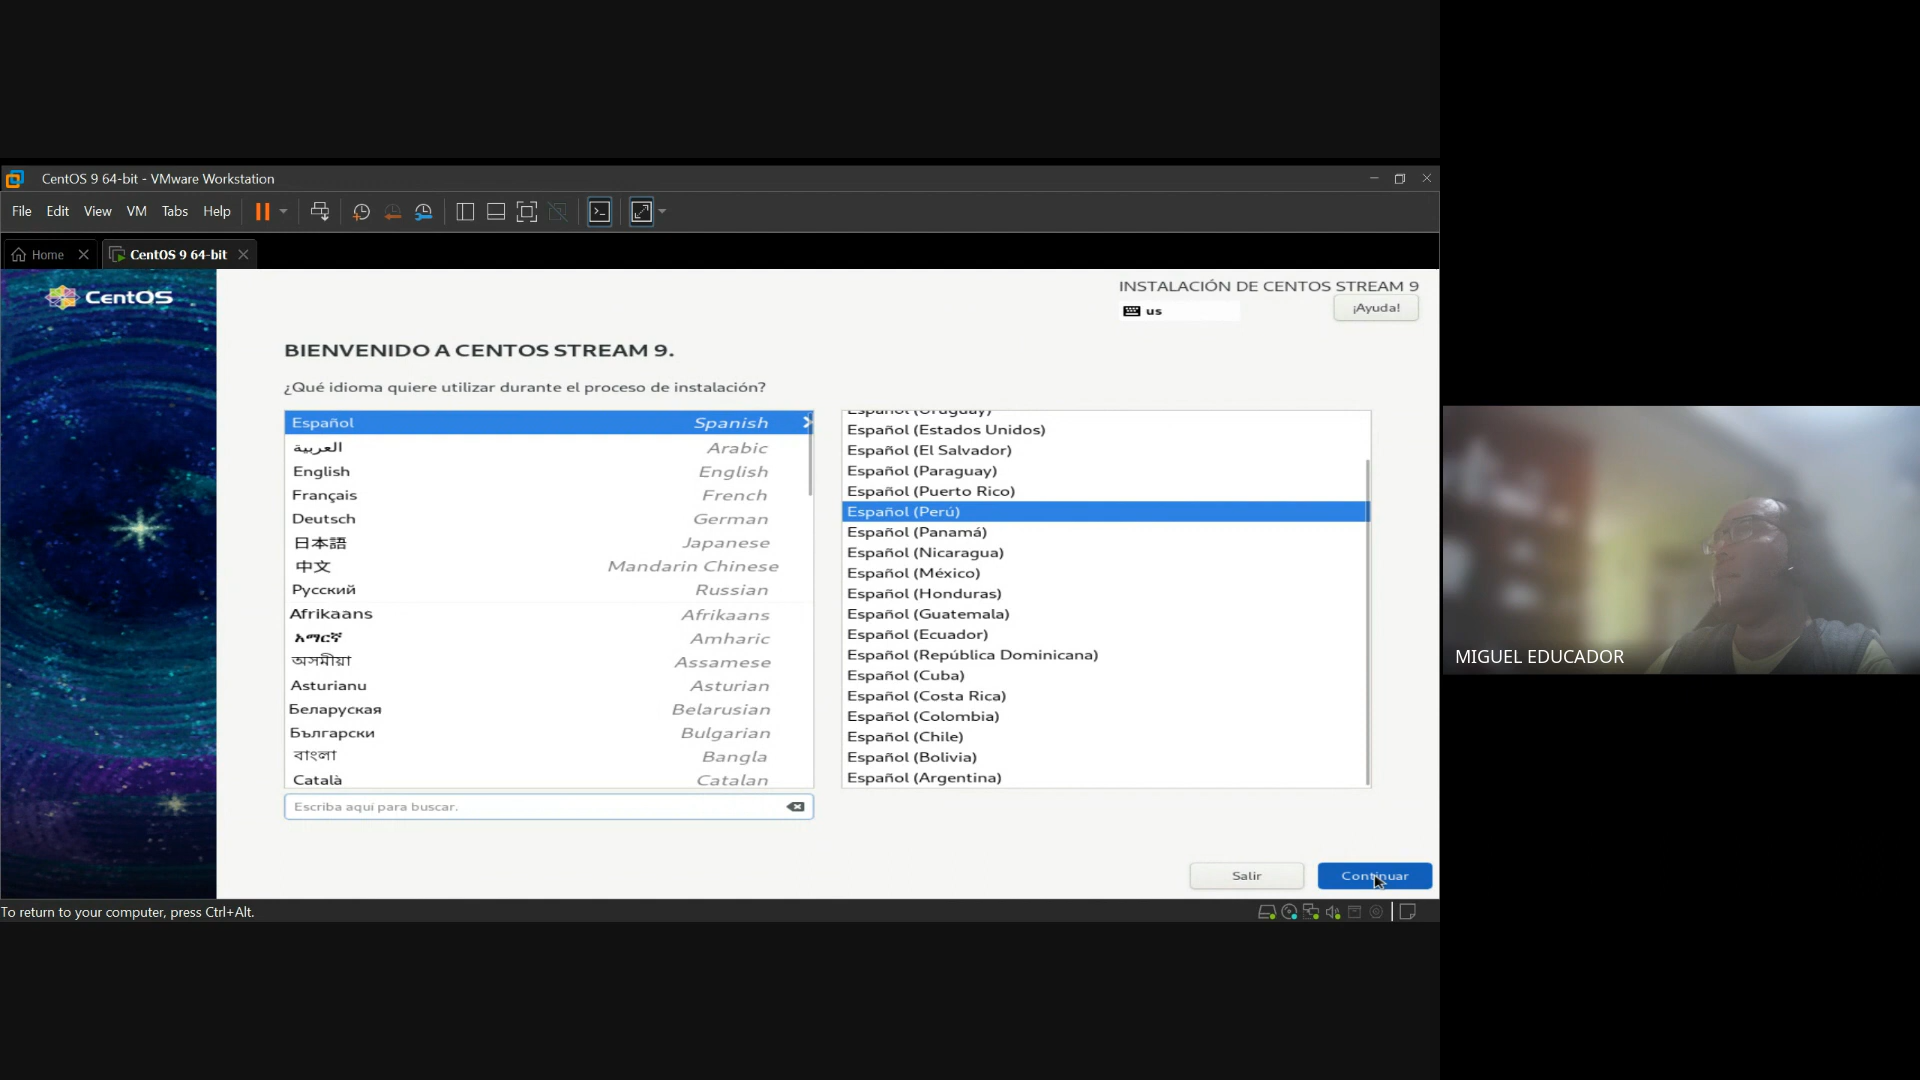 CentOS 9 64-bit - VMware Workstation
File Edit View VM Tabs Help
Home
CentOS 9 64-bit
CentOS
INSTALACIÓN DE CENTOS STREAM 9
us
¡Ayuda!
BIENVENIDO A CENTOS STREAM 9.
¿Qué idioma quiere utilizar durante el proceso de instalación?
Español Spanish
العربية Arabic
English English
Français French
Deutsch German
日本語 Japanese
中文 Mandarin Chinese
Русский Russian
Afrikaans Afrikaans
አማርኛ Amharic
অসমীয়া Assamese
Asturianu Asturian
Беларуская Belarusian
Български Bulgarian
বাংলা Bangla
Català Catalan
Escriba aquí para buscar.
Español (Uruguay)
Español (Estados Unidos)
Español (El Salvador)
Español (Paraguay)
Español (Puerto Rico)
Español (Perú)
Español (Panamá)
Español (Nicaragua)
Español (México)
Español (Honduras)
Español (Guatemala)
Español (Ecuador)
Español (República Dominicana)
Español (Cuba)
Español (Costa Rica)
Español (Colombia)
Español (Chile)
Español (Bolivia)
Español (Argentina)
Salir
Continuar
To return to your computer, press Ctrl+Alt.
MIGUEL EDUCADOR